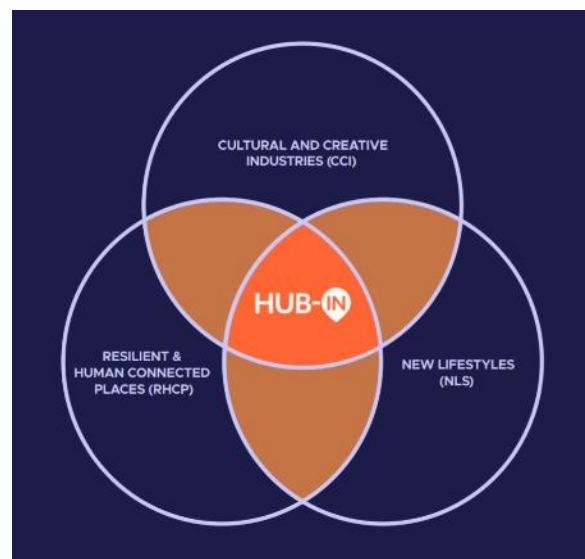 CULTURAL AND CREATIVE
INDUSTRIES (CCI)
HUB-IN
RESILIENT &
HUMAN CONNECTED
PLACES (RHCP)
NEW LIFESTYLES
(NLS)